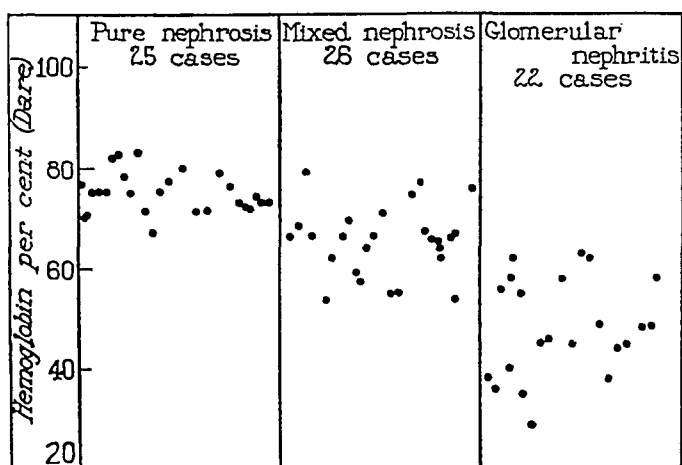 Pure nephrosis
25 cases
Mixed nephrosis
26 cases
Glomerular
nephritis
22 cases
Hemoglobin per cent (Dare)
100
80
60
40
20